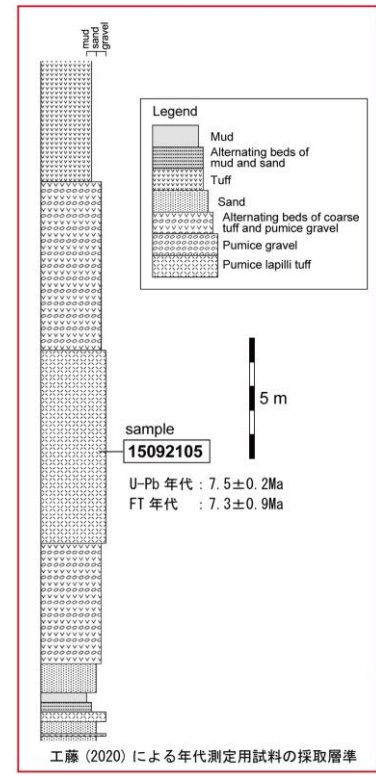 mud
sand
gravel
Legend
Mud
Alternating beds of
mud and sand
Tuff
Sand
Alternating beds of coarse
tuff and pumice gravel
Pumice gravel
Pumice lapilli tuff
5 m
sample
15092105
U-Pb 年代：7.5±0.2Ma
FT 年代　：7.3±0.9Ma
工藤 (2020) による年代測定用試料の採取層準